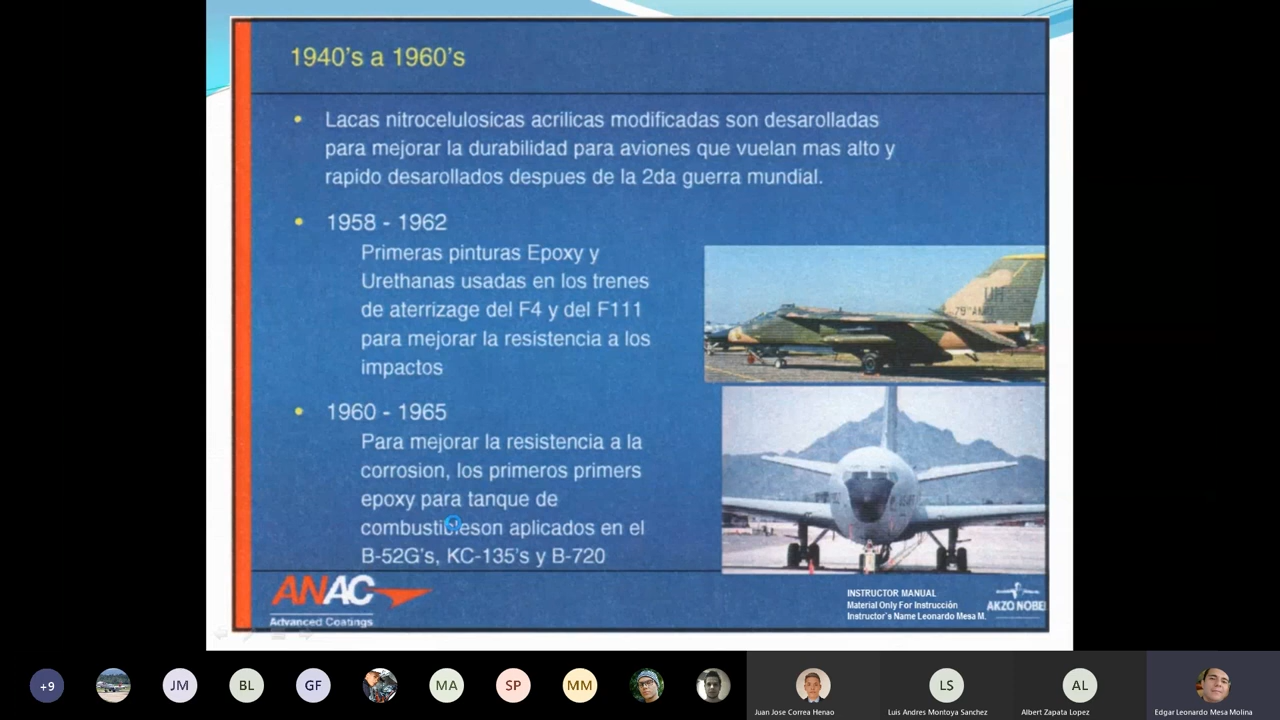 1940's a 1960's
• Lacas nitrocelulosicas acrilicas modificadas son desarolladas
para mejorar la durabilidad para aviones que vuelan mas alto y
rapido desarollados despues de la 2da guerra mundial.
• 1958 - 1962
Primeras pinturas Epoxy y
Urethanas usadas en los trenes
de aterrizage del F4 y del F111
para mejorar la resistencia a los
impactos
• 1960 - 1965
Para mejorar la resistencia a la
corrosion, los primeros primers
epoxy para tanque de
combustibleson aplicados en el
B-52G's, KC-135's y B-720
ANAC
Advanced Coatings
INSTRUCTOR MANUAL
Material Only For Instrucción
Instructor´s Name Leonardo Mesa M.
AKZO NOBEL
+9
JM
BL
GF
MA
SP
MM
LS
AL
Juan Jose Correa Henao
Luis Andres Montoya Sanchez
Albert Zapata Lopez
Edgar Leonardo Mesa Molina